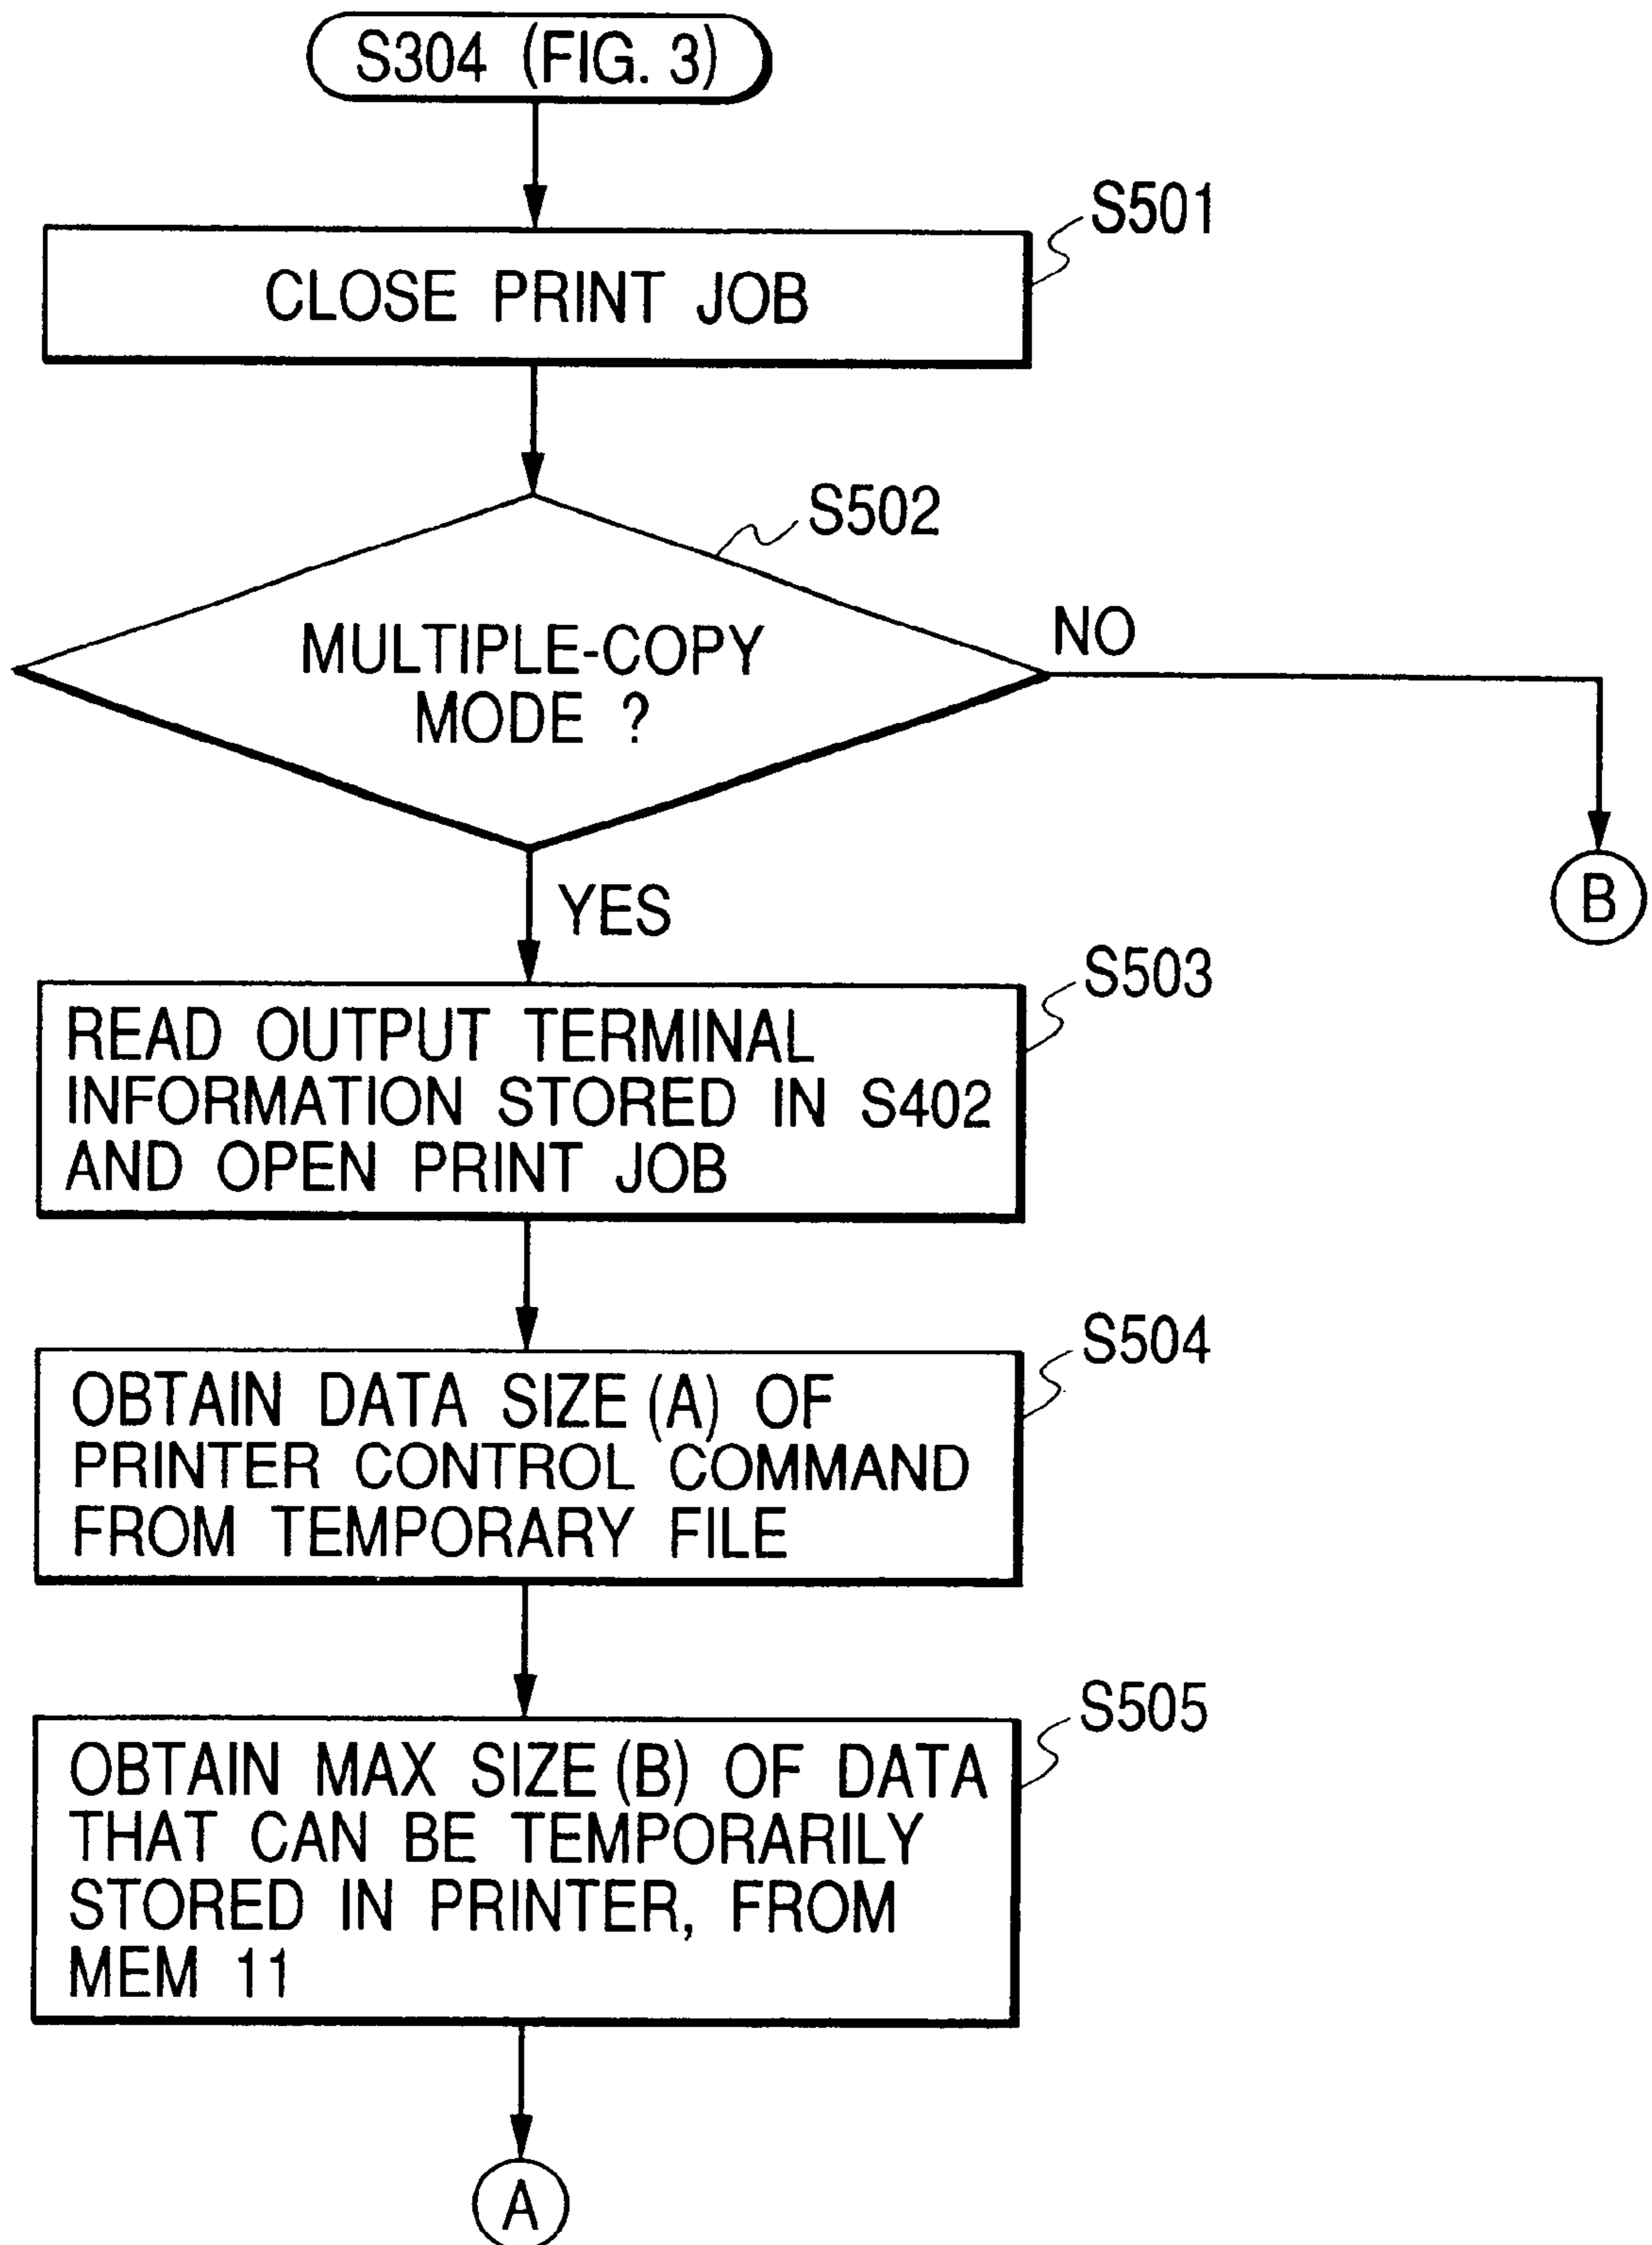 S304 (FIG. 3)
S501
CLOSE PRINT JOB
S502
MULTIPLE-COPY
MODE ?
NO
B
YES
S503
READ OUTPUT TERMINAL
INFORMATION STORED IN S402
AND OPEN PRINT JOB
S504
OBTAIN DATA SIZE (A) OF
PRINTER CONTROL COMMAND
FROM TEMPORARY FILE
S505
OBTAIN MAX SIZE (B) OF DATA
THAT CAN BE TEMPORARILY
STORED IN PRINTER, FROM
MEM 11
A